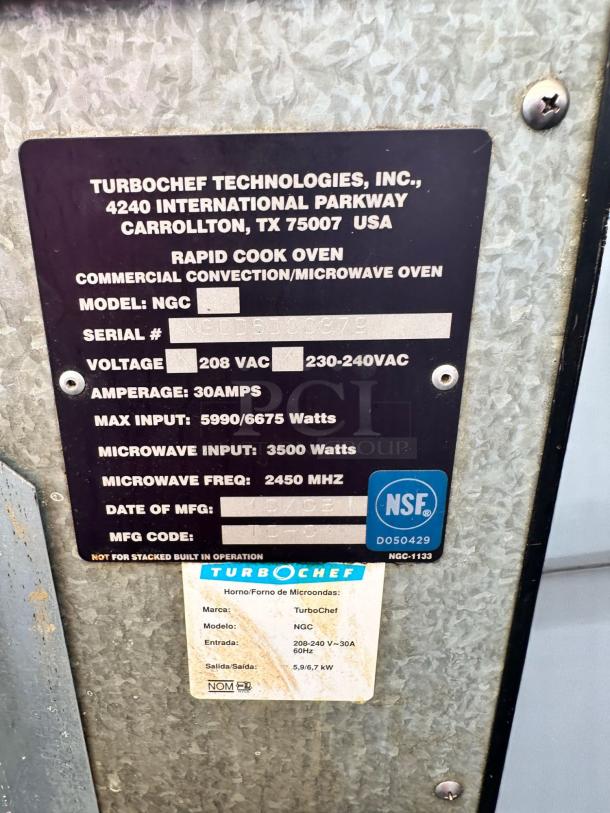 TURBOCHEF TECHNOLOGIES, INC.,
4240 INTERNATIONAL PARKWAY
CARROLLTON, TX 75007 USA
RAPID COOK OVEN
COMMERCIAL CONVECTION/MICROWAVE OVEN
MODEL: NGC
SERIAL #
VOLTAGE 208 VAC 230-240VAC
AMPERAGE: 30AMPS
MAX INPUT: 5990/6675 Watts
MICROWAVE INPUT: 3500 Watts
MICROWAVE FREQ: 2450 MHZ
DATE OF MFG:
MFG CODE:
NSF®
D050429
NOT FOR STACKED BUILT IN OPERATION NGC-1133
PCI
GROUP
TURBOCHEF
Horno/Forno de Microondas:
Marca: TurboChef
Modelo: NGC
Entrada: 208-240 V~30A
60Hz
Salida/Saída: 5,9/6,7 kW
NOM